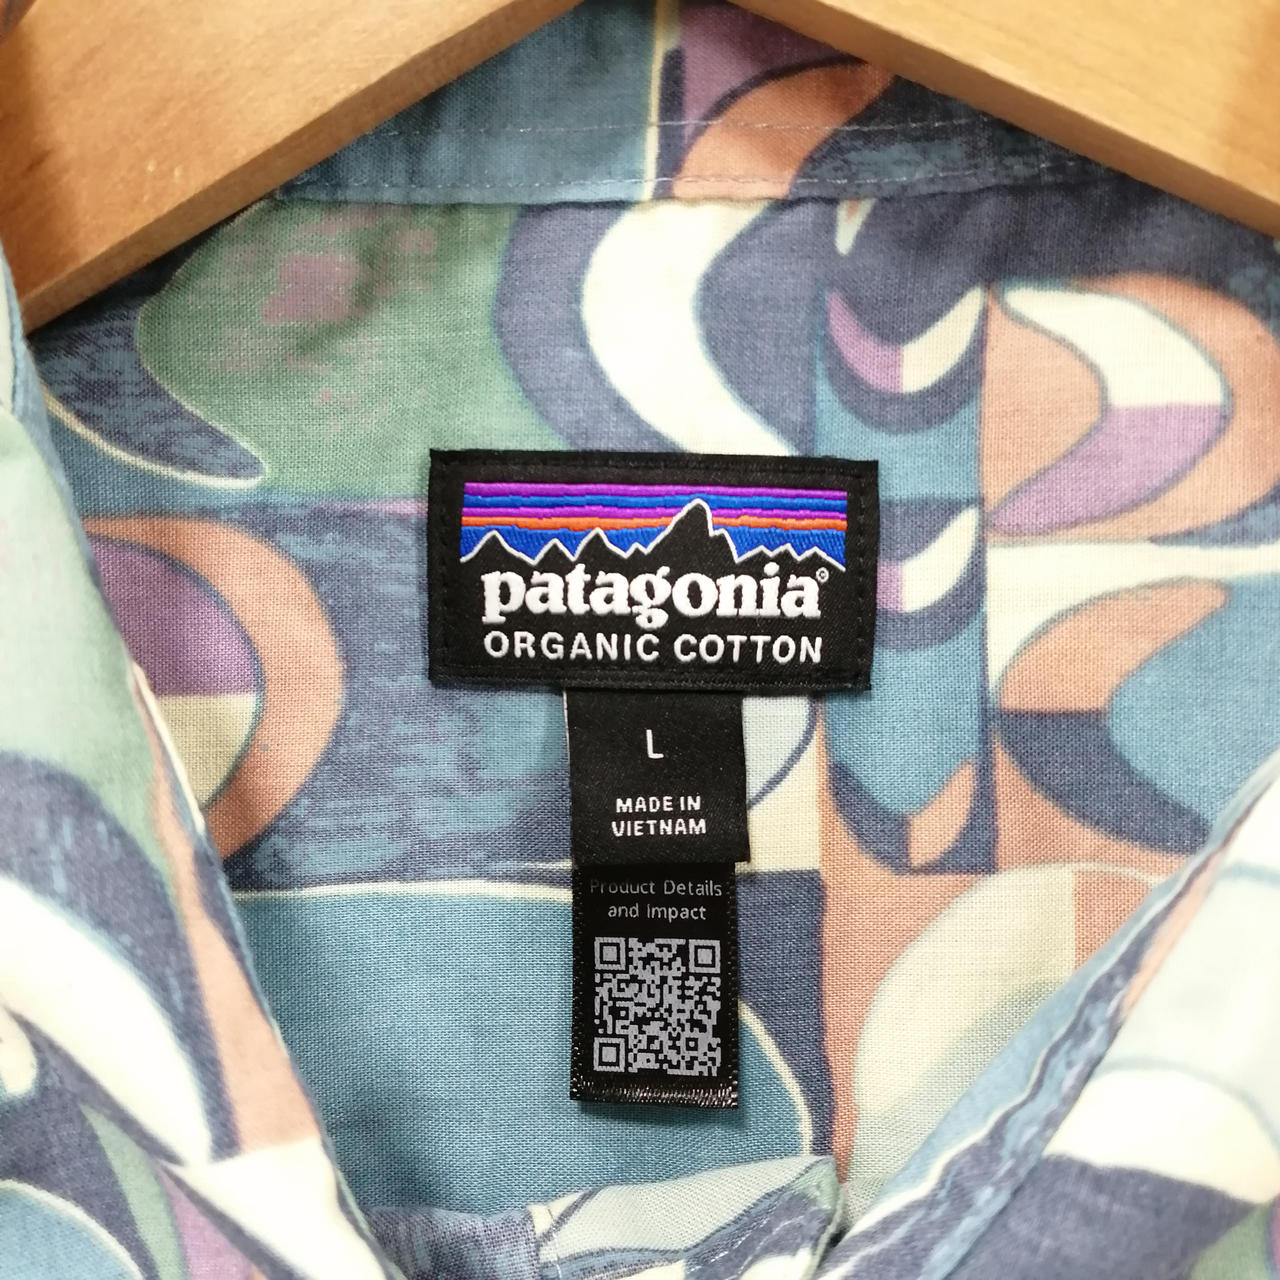 patagonia©
ORGANIC COTTON
L
MADE IN
VIETNAM
Product Details
and Impact